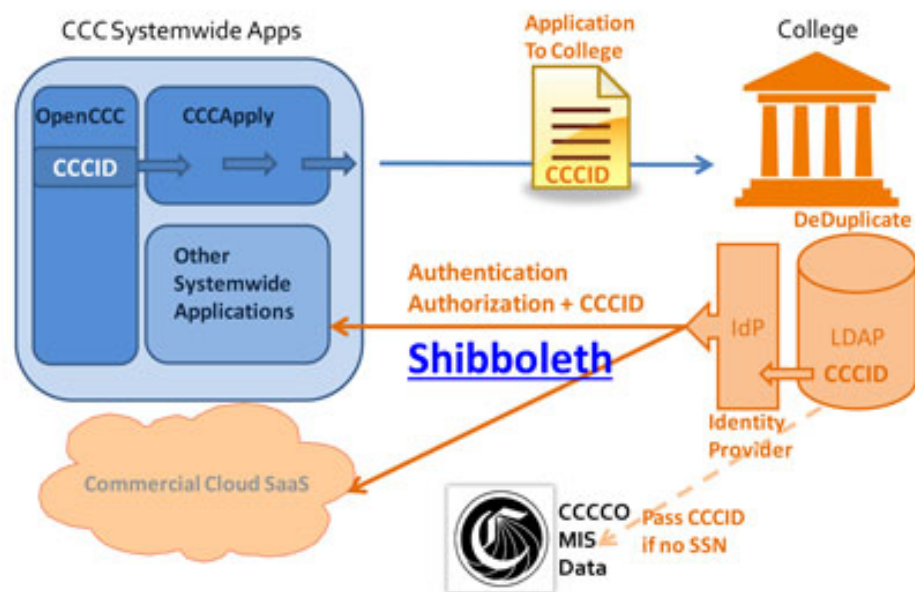 CCC Systemwide Apps
Application
To College
College
OpenCCC
CCCApply
CCCID
CCCID
DeDuplicate
Other
Systemwide
Applications
Authentication
Authorization + CCCID
Shibboleth
IdP
LDAP
CCCID
Identity
Provider
Commercial Cloud SaaS
CCCCO
MIS
Data
Pass CCCID
if no SSN